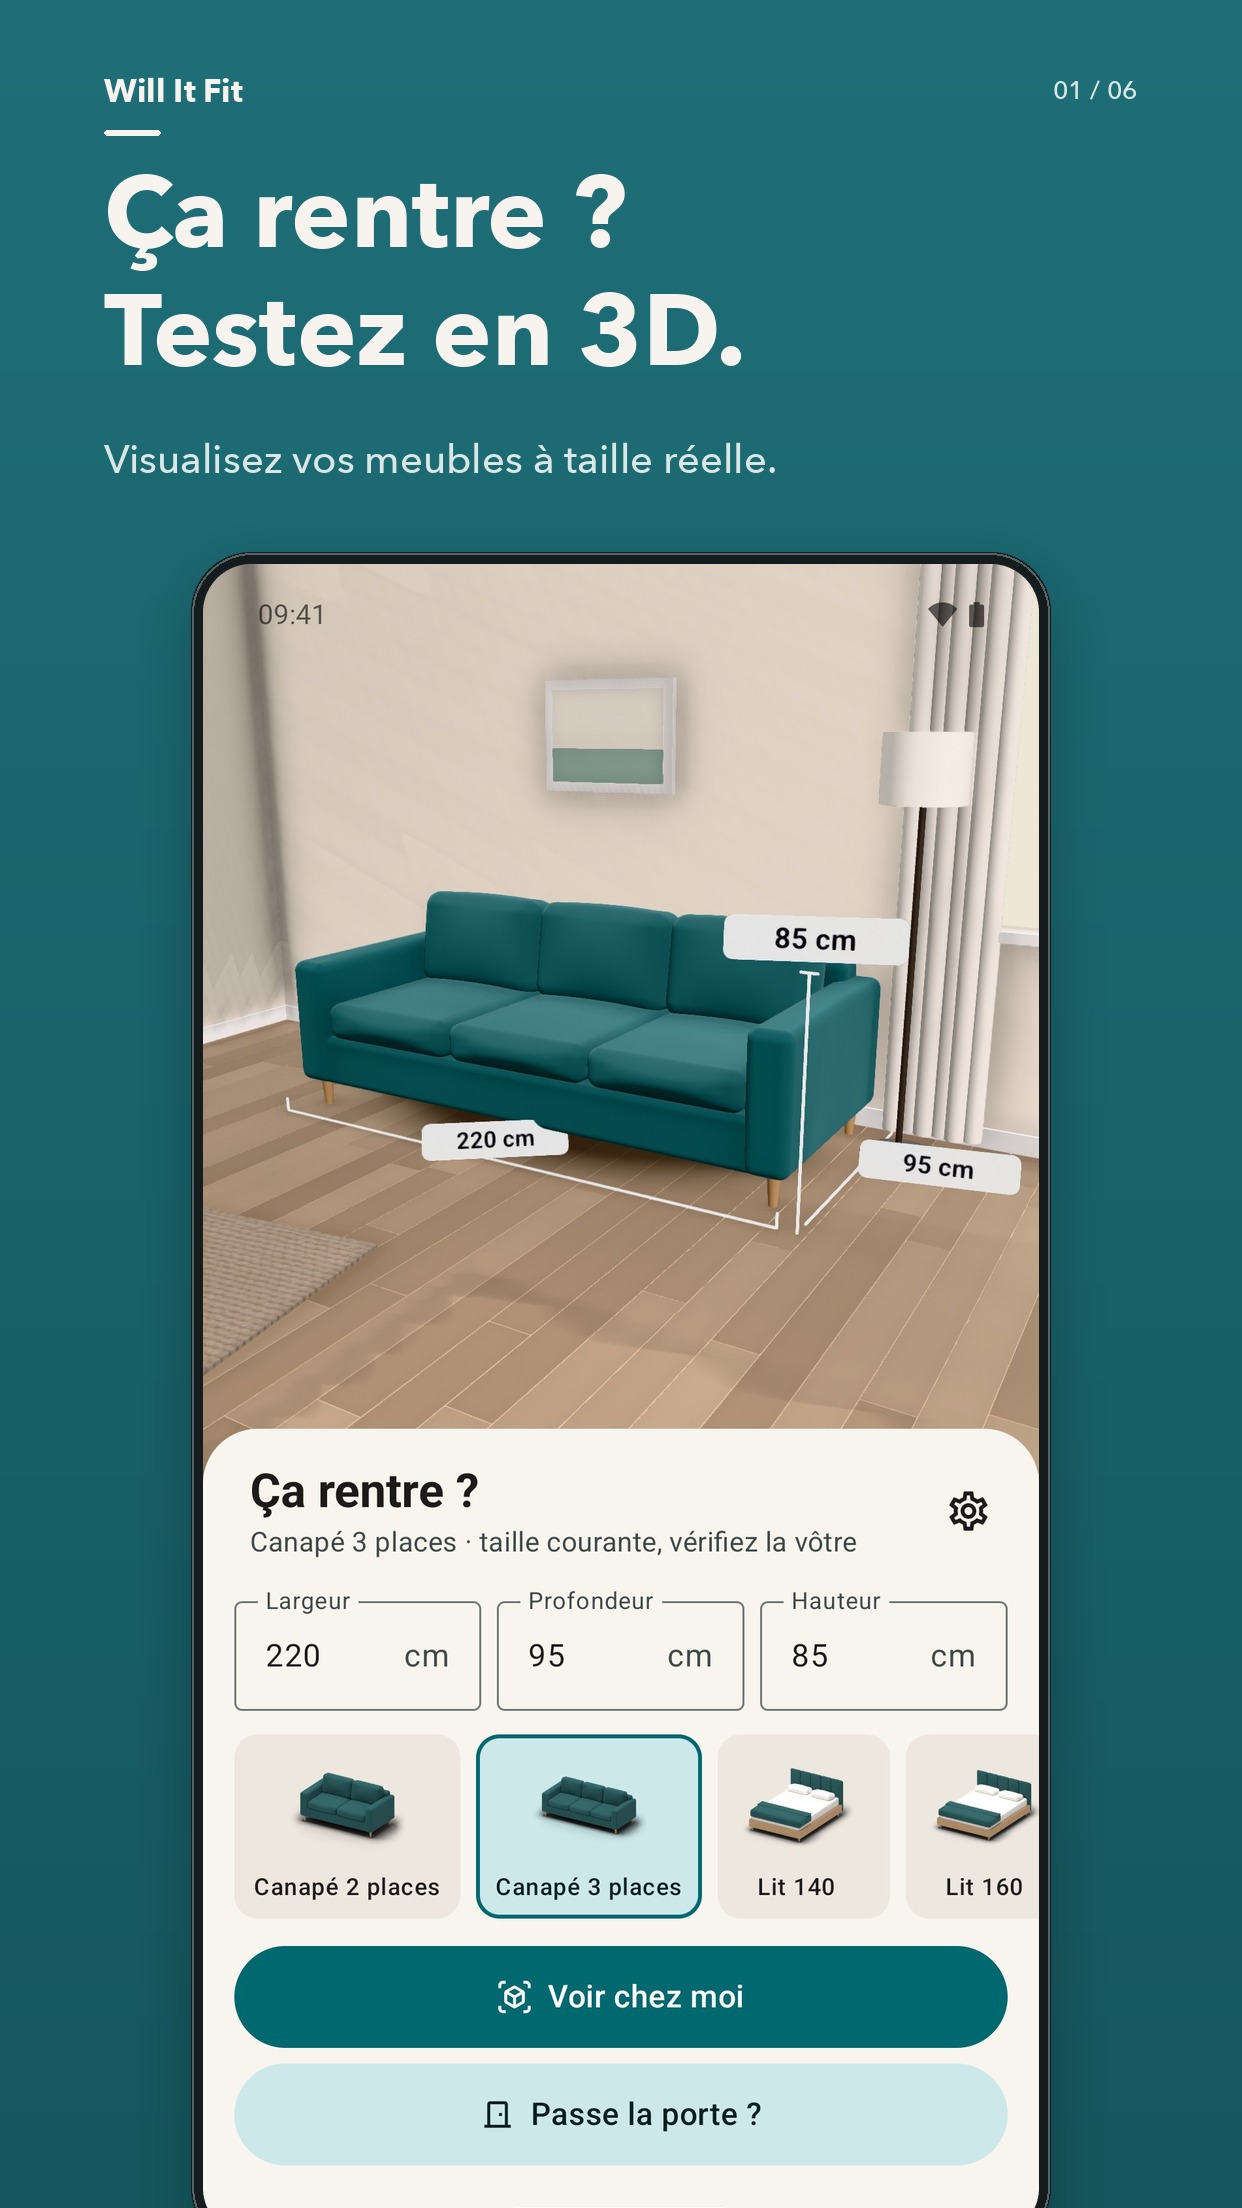 Will It Fit
01 / 06
Ça rentre ?
Testez en 3D.
Visualisez vos meubles à taille réelle.
09:41
85 cm
220 cm
95 cm
Ça rentre ?
Canapé 3 places · taille courante, vérifiez la vôtre
Largeur
Profondeur
Hauteur
220 cm
95 cm
85 cm
Canapé 2 places
Canapé 3 places
Lit 140
Lit 160
Voir chez moi
Passe la porte ?